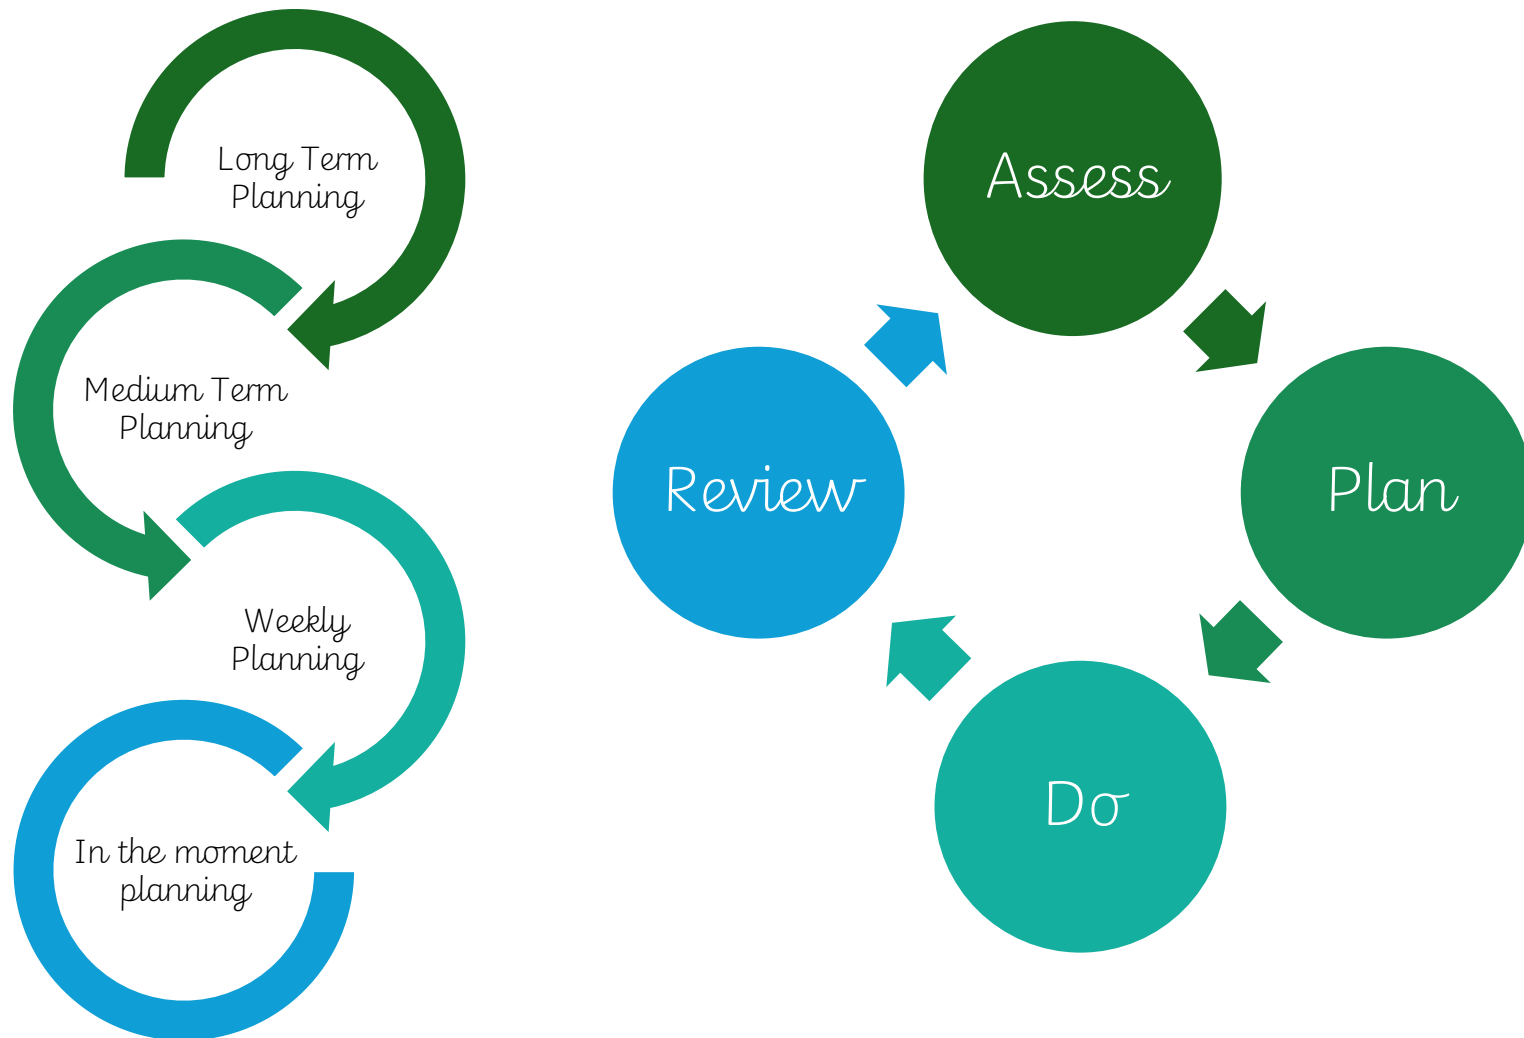 Long Term
Planning
Medium Term
Planning
Weekly
Planning
In the moment
planning
Assess
Plan
Do
Review